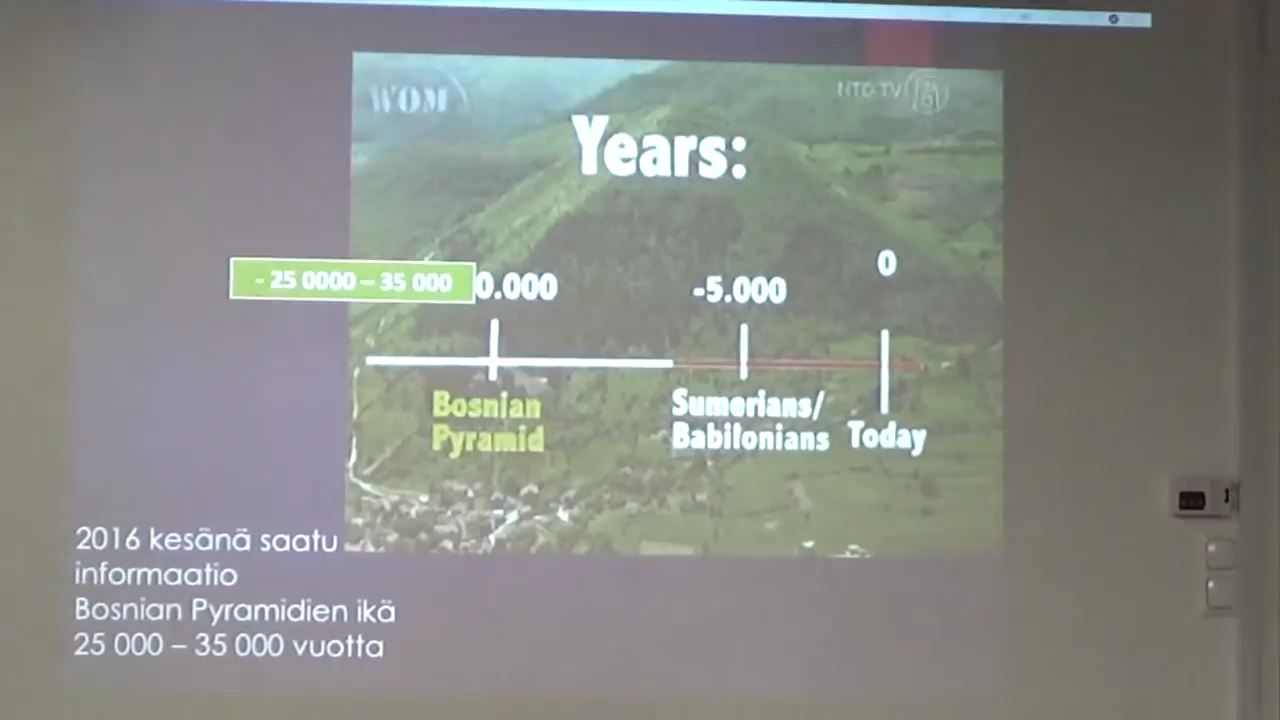 WOM
NTD.TV
Years:
- 25 0000 – 35 000
0.000
-5.000
0
Bosnian
Pyramid
Sumerians/
Babilonians
Today
2016 kesänä saatu
informaatio
Bosnian Pyramidien ikä
25 000 – 35 000 vuotta